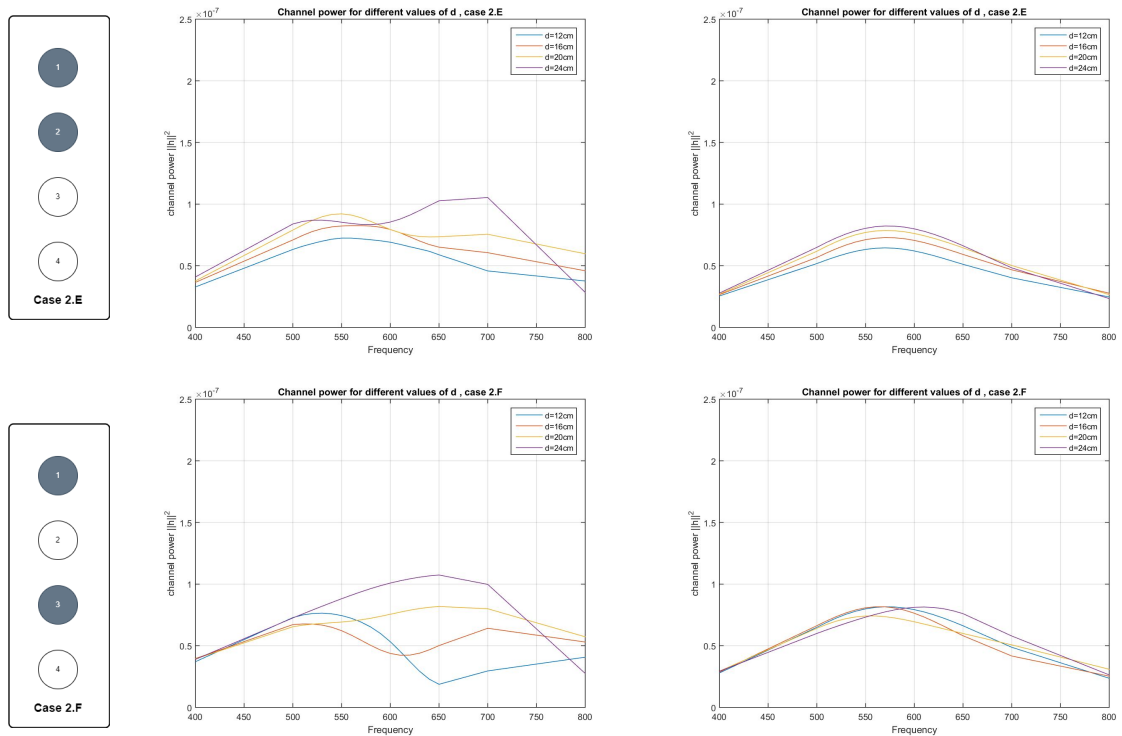 1
2
3
4
Case 2.E
Channel power for different values of d , case 2.E
×10^-7
2.5
2
1.5
1
0.5
0
channel power ||h||^2
400 450 500 550 600 650 700 750 800
Frequency
d=12cm
d=16cm
d=20cm
d=24cm
Channel power for different values of d , case 2.E
×10^-7
2.5
2
1.5
1
0.5
0
channel power ||h||^2
400 450 500 550 600 650 700 750 800
Frequency
d=12cm
d=16cm
d=20cm
d=24cm
1
2
3
4
Case 2.F
Channel power for different values of d , case 2.F
×10^-7
2.5
2
1.5
1
0.5
0
channel power ||h||^2
400 450 500 550 600 650 700 750 800
Frequency
d=12cm
d=16cm
d=20cm
d=24cm
Channel power for different values of d , case 2.F
×10^-7
2.5
2
1.5
1
0.5
0
channel power ||h||^2
400 450 500 550 600 650 700 750 800
Frequency
d=12cm
d=16cm
d=20cm
d=24cm